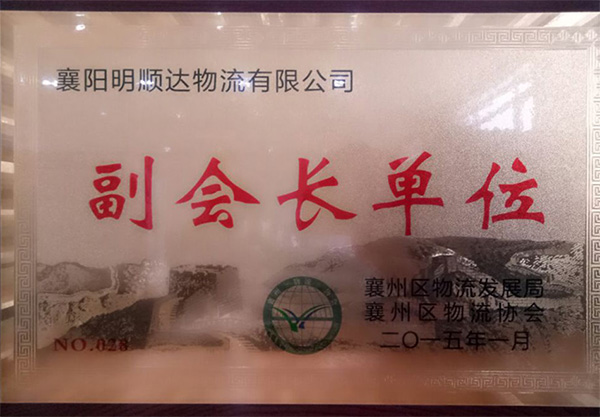 襄阳明顺达物流有限公司
副会长单位
襄州区物流发展局
襄州区物流协会
二〇一五年一月
NO.028